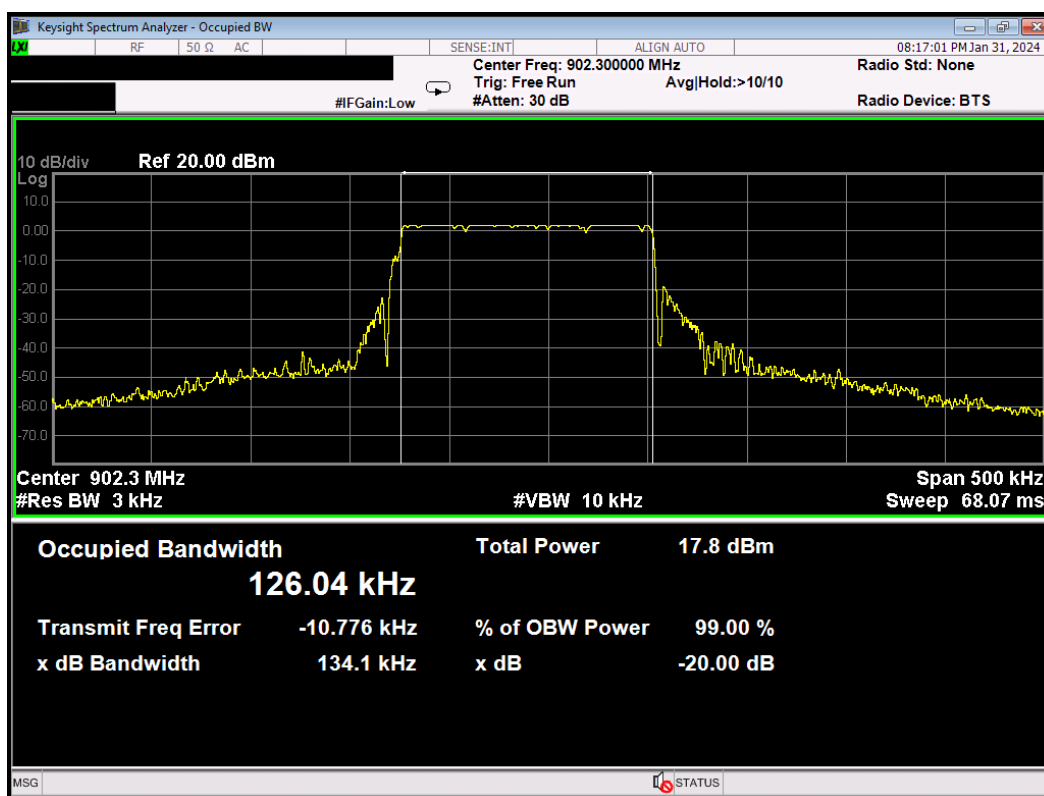 Keysight Spectrum Analyzer - Occupied BW
LXI RF 50 Ω AC SENSE:INT ALIGN AUTO 08:17:01 PM Jan 31, 2024
Center Freq: 902.300000 MHz Radio Std: None
Trig: Free Run Avg|Hold:>10/10
#IFGain:Low #Atten: 30 dB Radio Device: BTS
10 dB/div Ref 20.00 dBm
Log
10.0
0.00
-10.0
-20.0
-30.0
-40.0
-50.0
-60.0
-70.0
Center 902.3 MHz Span 500 kHz
#Res BW 3 kHz #VBW 10 kHz Sweep 68.07 ms
Occupied Bandwidth Total Power 17.8 dBm
126.04 kHz
Transmit Freq Error -10.776 kHz % of OBW Power 99.00 %
x dB Bandwidth 134.1 kHz x dB -20.00 dB
MSG STATUS